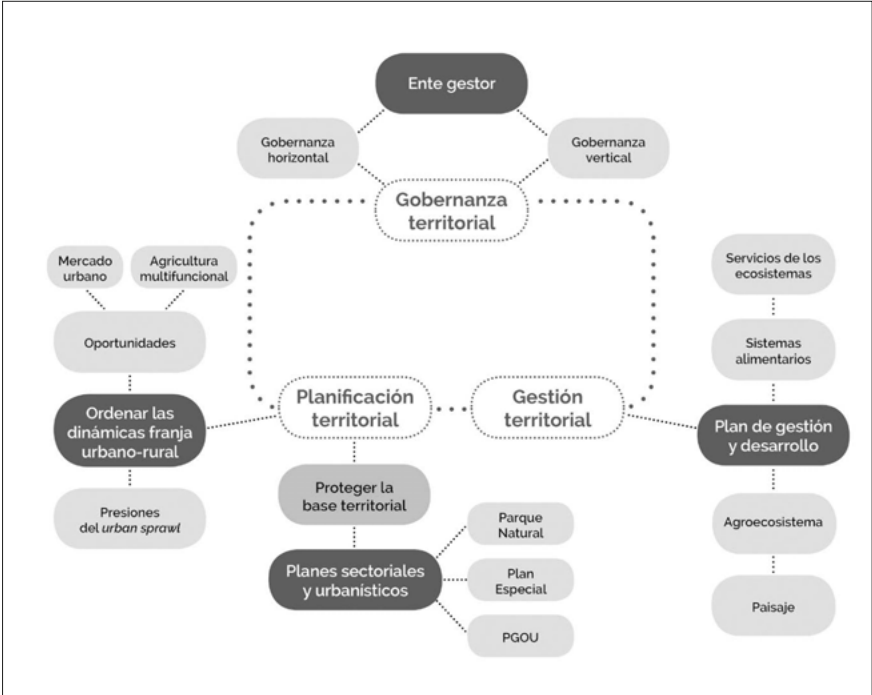 Ente gestor
Gobernanza
horizontal
Gobernanza
vertical
Gobernanza
territorial
Mercado
urbano
Agricultura
multifuncional
Oportunidades
Ordenar las
dinámicas franja
urbano-rural
Presiones
del urban sprawl
Planificación
territorial
Proteger la
base territorial
Planes sectoriales
y urbanísticos
Parque
Natural
Plan
Especial
PGOU
Gestión
territorial
Servicios de los
ecosistemas
Sistemas
alimentarios
Plan de gestión
y desarrollo
Agroecosistema
Paisaje